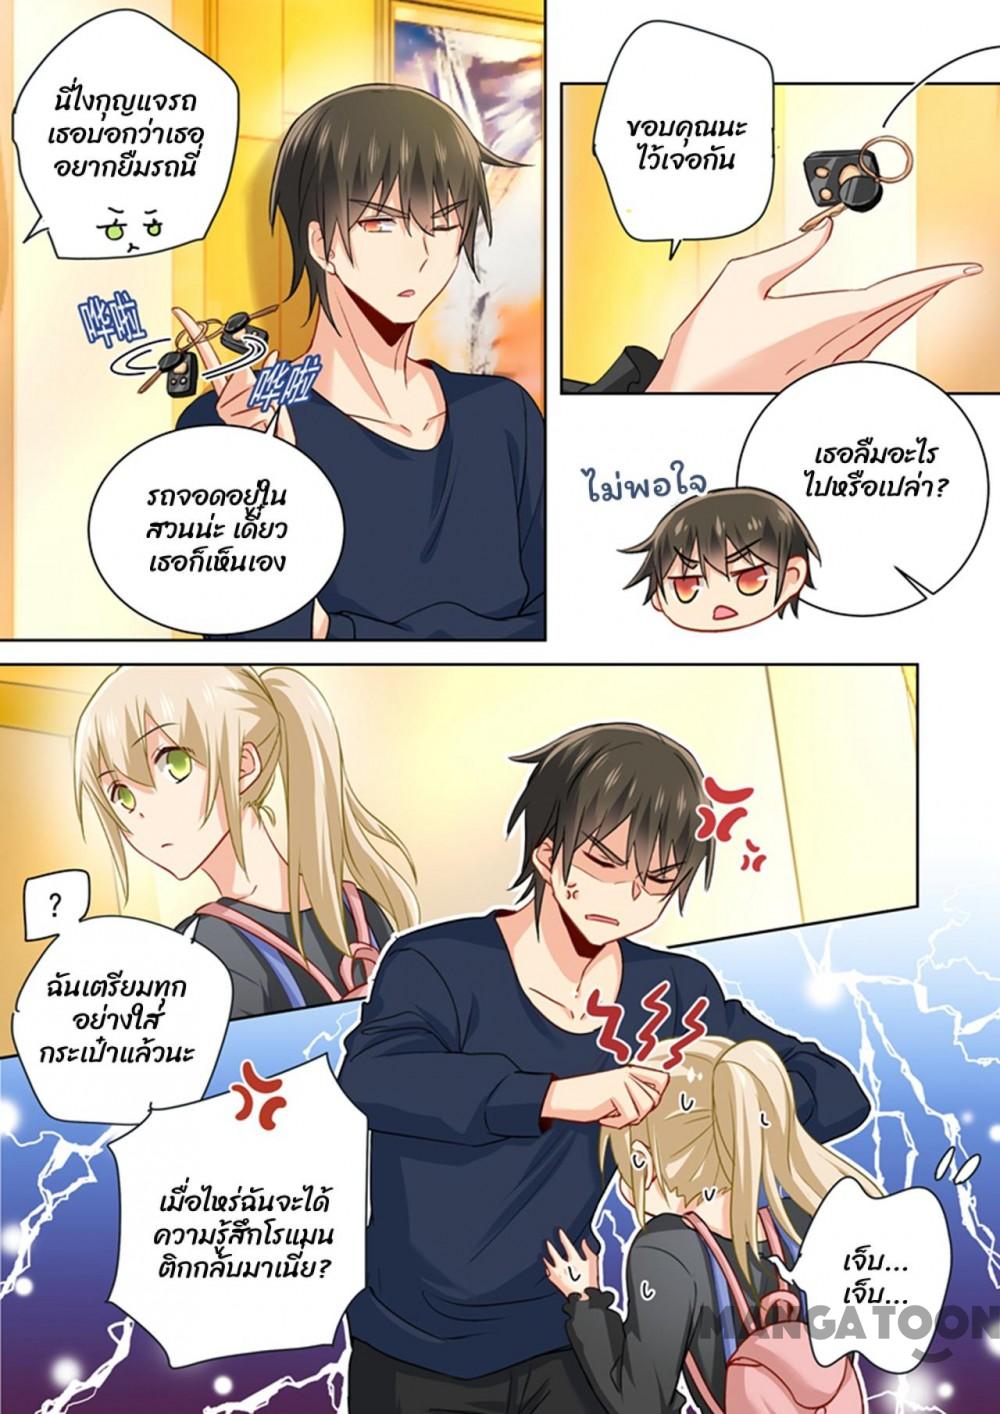 นี่ไงกุญแจรถ
เธอบอกว่าเธอ
อยากยืมรถนี่
哗啦
哗啦
รถจอดอยู่ใน
สวนน่ะ เดี๋ยว
เธอก็เห็นเอง
ขอบคุณนะ
ไว้เจอกัน
เธอลืมอะไร
ไปหรือเปล่า?
ไม่พอใจ
?
ฉันเตรียมทุก
อย่างใส่
กระเป๋าแล้วนะ
เมื่อไหร่ฉันจะได้
ความรู้สึกโรแมน
ติกกลับมาเนี่ย?
เจ็บ...
เจ็บ...
MANGATOON